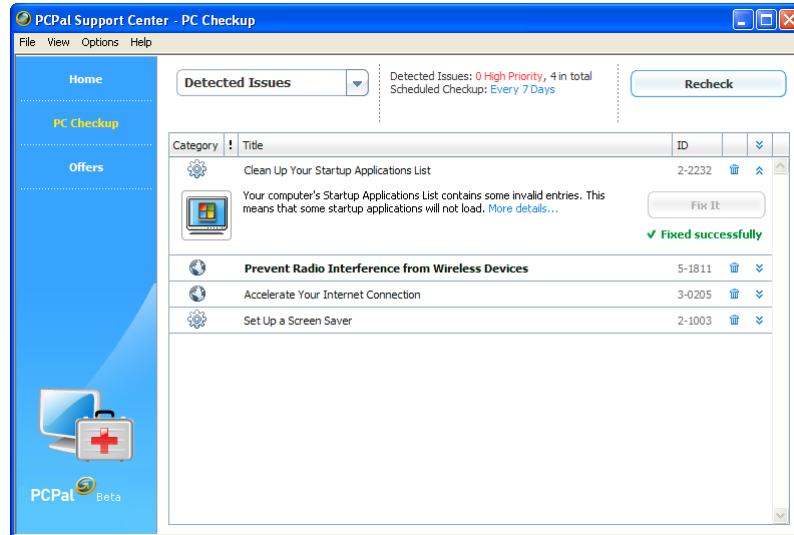 PCPal Support Center - PC Checkup
File View Options Help
Home
PC Checkup
Offers
Detected Issues
Detected Issues: 0 High Priority, 4 in total
Scheduled Checkup: Every 7 Days
Recheck
Category ! Title ID
Clean Up Your Startup Applications List 2-2232
Your computer's Startup Applications List contains some invalid entries. This
means that some startup applications will not load. More details...
Fix It
✔ Fixed successfully
Prevent Radio Interference from Wireless Devices 5-1811
Accelerate Your Internet Connection 3-0205
Set Up a Screen Saver 2-1003
PCPal Beta